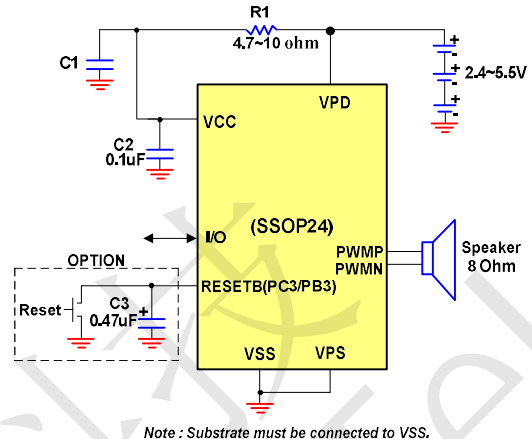 R1
4.7~10 ohm
C1
2.4~5.5V
VPD
VCC
C2
0.1uF
(SSOP24)
I/O
OPTION
PWMP
PWMN
Speaker
8 Ohm
RESETB(PC3/PB3)
Reset
C3
0.47uF
VSS
VPS
Note : Substrate must be connected to VSS.